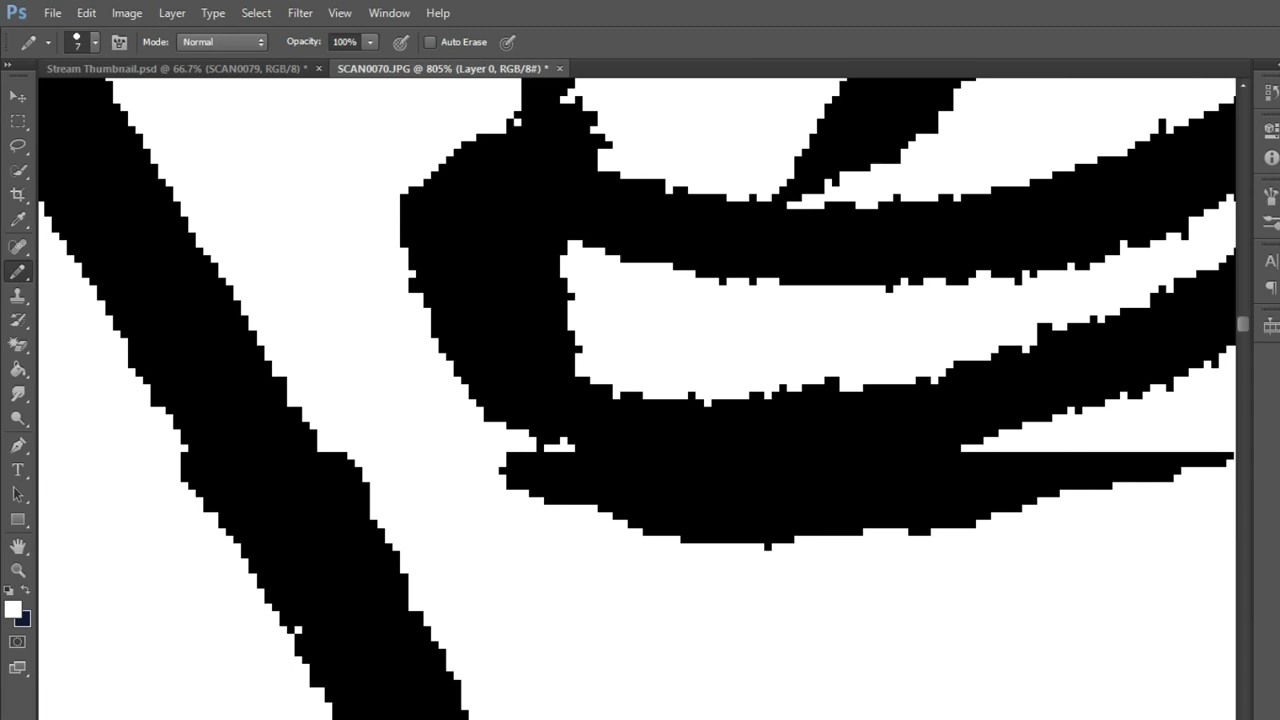 Ps File Edit Image Layer Type Select Filter View Window Help
7 Mode: Normal Opacity: 100% Auto Erase
Stream Thumbnail.psd @ 66.7% (SCAN0079, RGB/8) * × SCAN0070.JPG @ 805% (Layer 0, RGB/8#) * ×